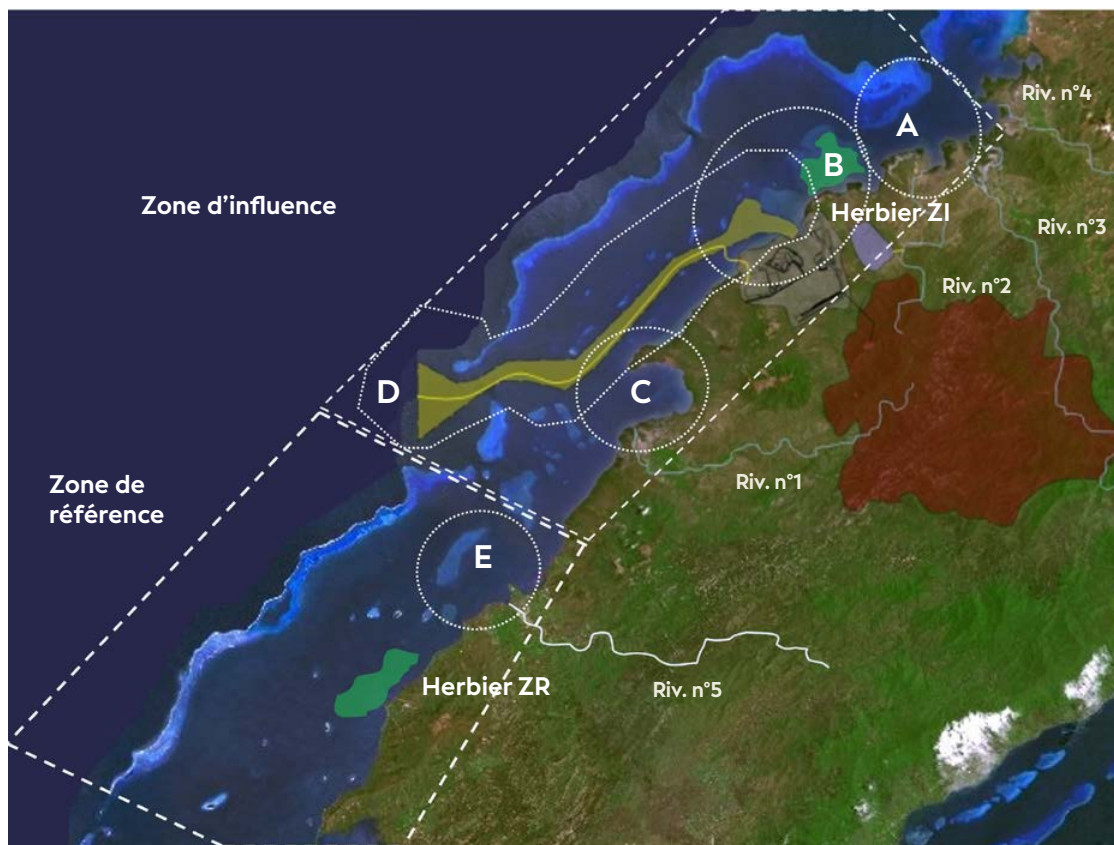 Riv. n°4
A
Zone d'influence
B
Herbier ZI
Riv. n°3
Riv. n°2
D
C
Zone de
référence
Riv. n°1
E
Herbier ZR
Riv. n°5